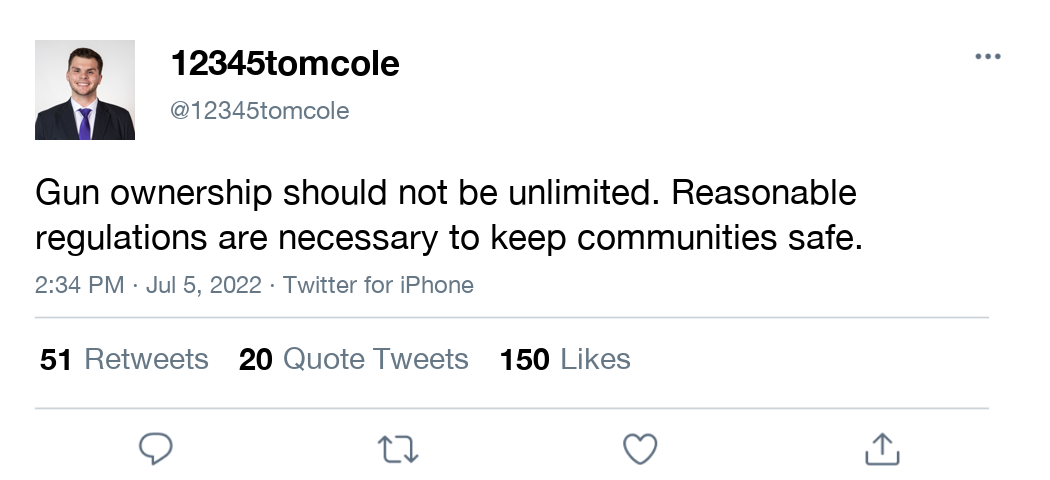 12345tomcole
@12345tomcole
Gun ownership should not be unlimited. Reasonable
regulations are necessary to keep communities safe.
2:34 PM · Jul 5, 2022 · Twitter for iPhone
51 Retweets 20 Quote Tweets 150 Likes